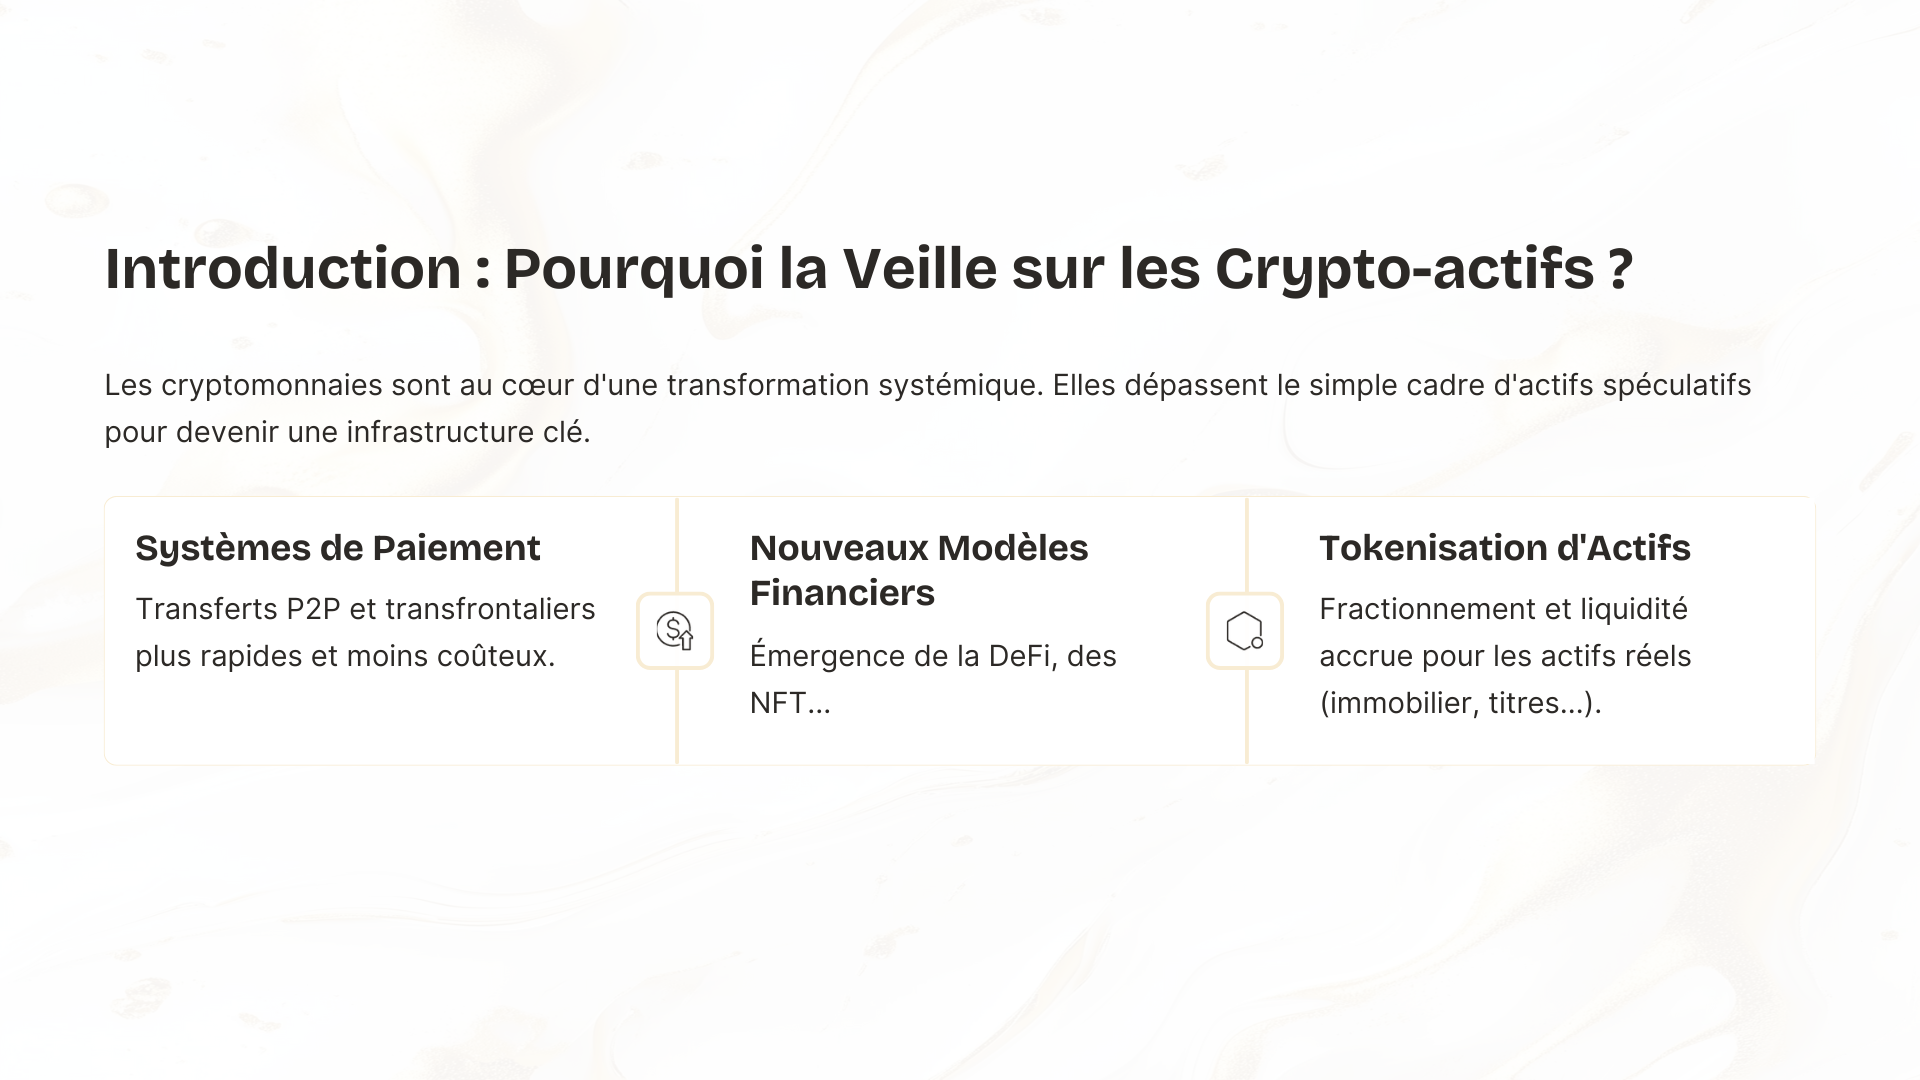 Introduction : Pourquoi la Veille sur les Crypto-actifs ?
Les cryptomonnaies sont au cœur d'une transformation systémique. Elles dépassent le simple cadre d'actifs spéculatifs
pour devenir une infrastructure clé.
Systèmes de Paiement
Transferts P2P et transfrontaliers
plus rapides et moins coûteux.
Nouveaux Modèles
Financiers
Émergence de la DeFi, des
NFT...
Tokenisation d'Actifs
Fractionnement et liquidité
accrue pour les actifs réels
(immobilier, titres...).